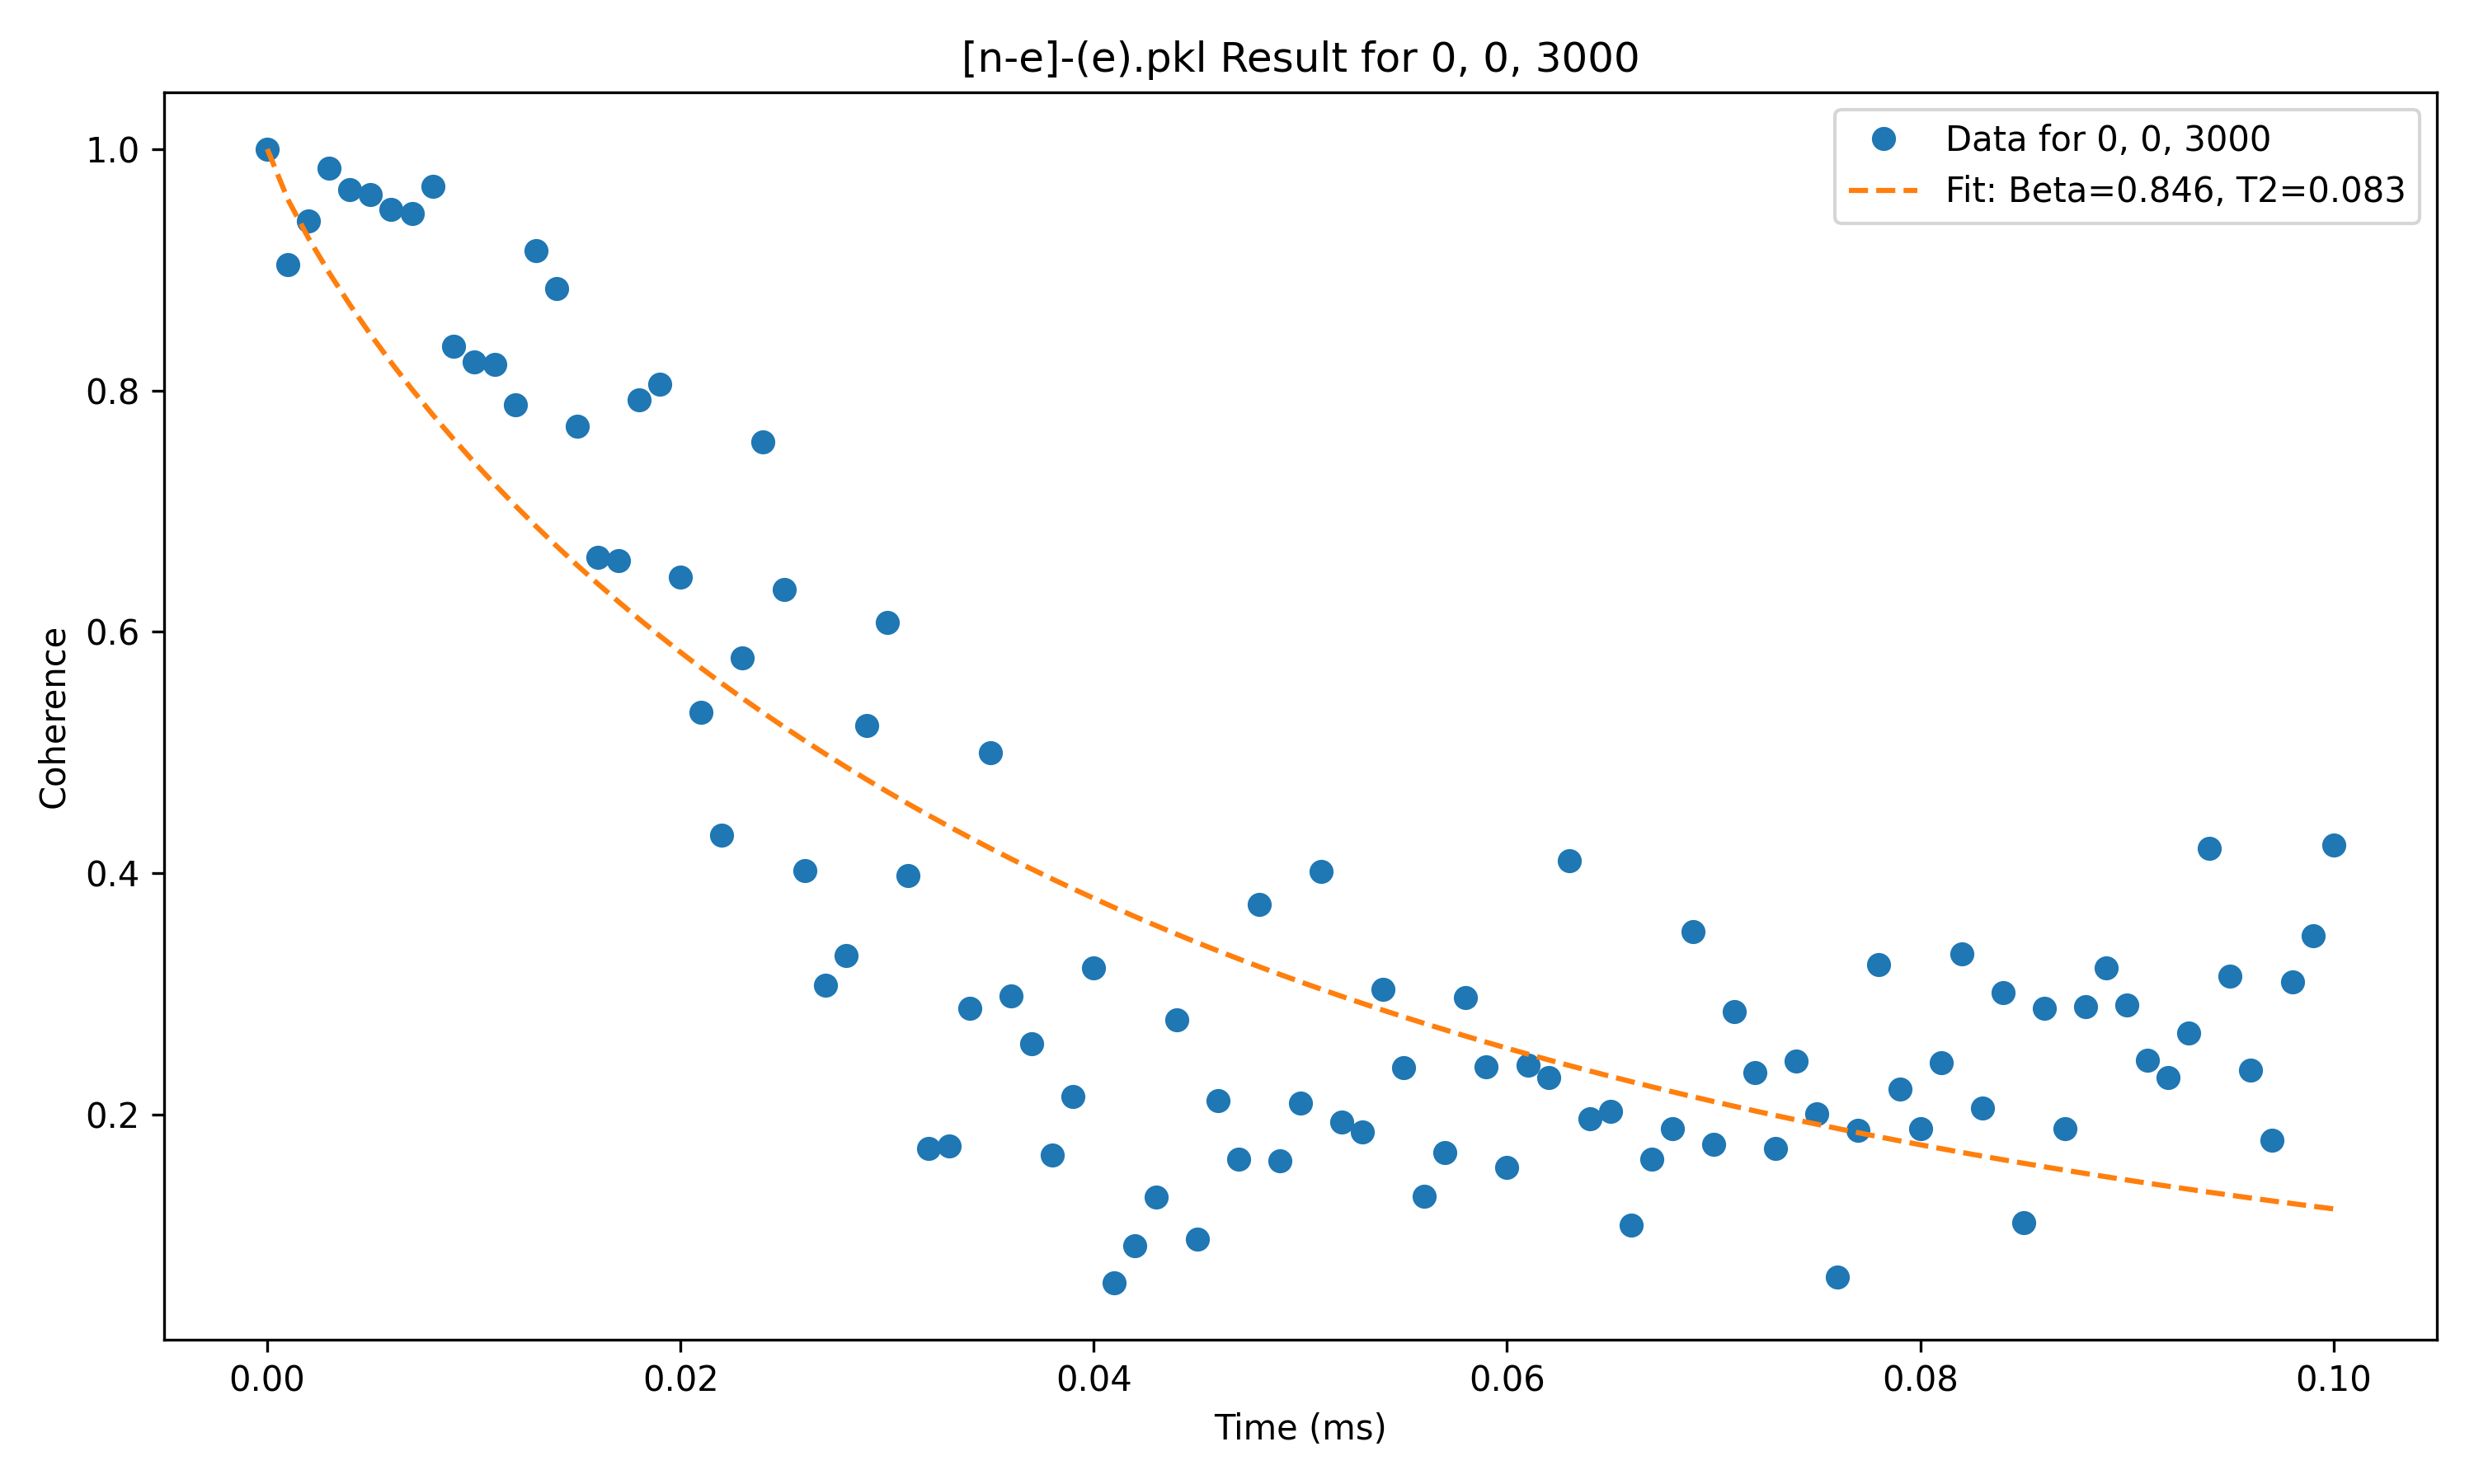 [n-e]-(e).pkl Result for 0, 0, 3000
Data for 0, 0, 3000
Fit: Beta=0.846, T2=0.083
Coherence
1.0
0.8
0.6
0.4
0.2
0.00
0.02
0.04
0.06
0.08
0.10
Time (ms)